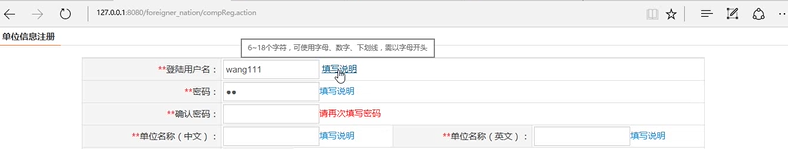 127.0.0.1:8080/foreigner_nation/compReg.action
单位信息注册
6~18个字符，可使用字母、数字、下划线，需以字母开头
**登陆用户名： wang111 填写说明
**密码： ●● 填写说明
**确认密码： 请再次填写密码
**单位名称（中文）： 填写说明 **单位名称（英文）： 填写说明